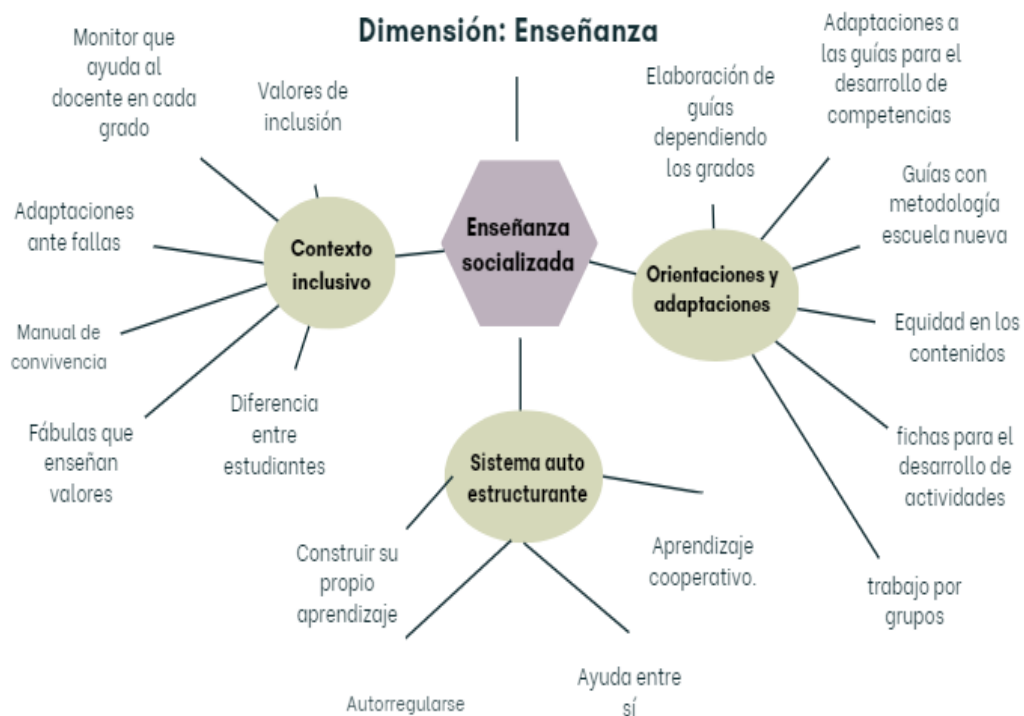 Dimensión: Enseñanza
Monitor que
ayuda al
docente en cada
grado
Valores de
inclusión
Adaptaciones
ante fallas
Contexto
inclusivo
Manual de
convivencia
Fábulas que
enseñan
valores
Diferencia
entre
estudiantes
Enseñanza
socializada
Elaboración de
guías
dependiendo
los grados
Adaptaciones a
las guías para el
desarrollo de
competencias
Guías con
metodología
escuela nueva
Orientaciones y
adaptaciones
Equidad en los
contenidos
fichas para el
desarrollo de
actividades
trabajo por
grupos
Sistema auto
estructurante
Construir su
propio
aprendizaje
Aprendizaje
cooperativo.
Autorregularse
Ayuda entre
sí